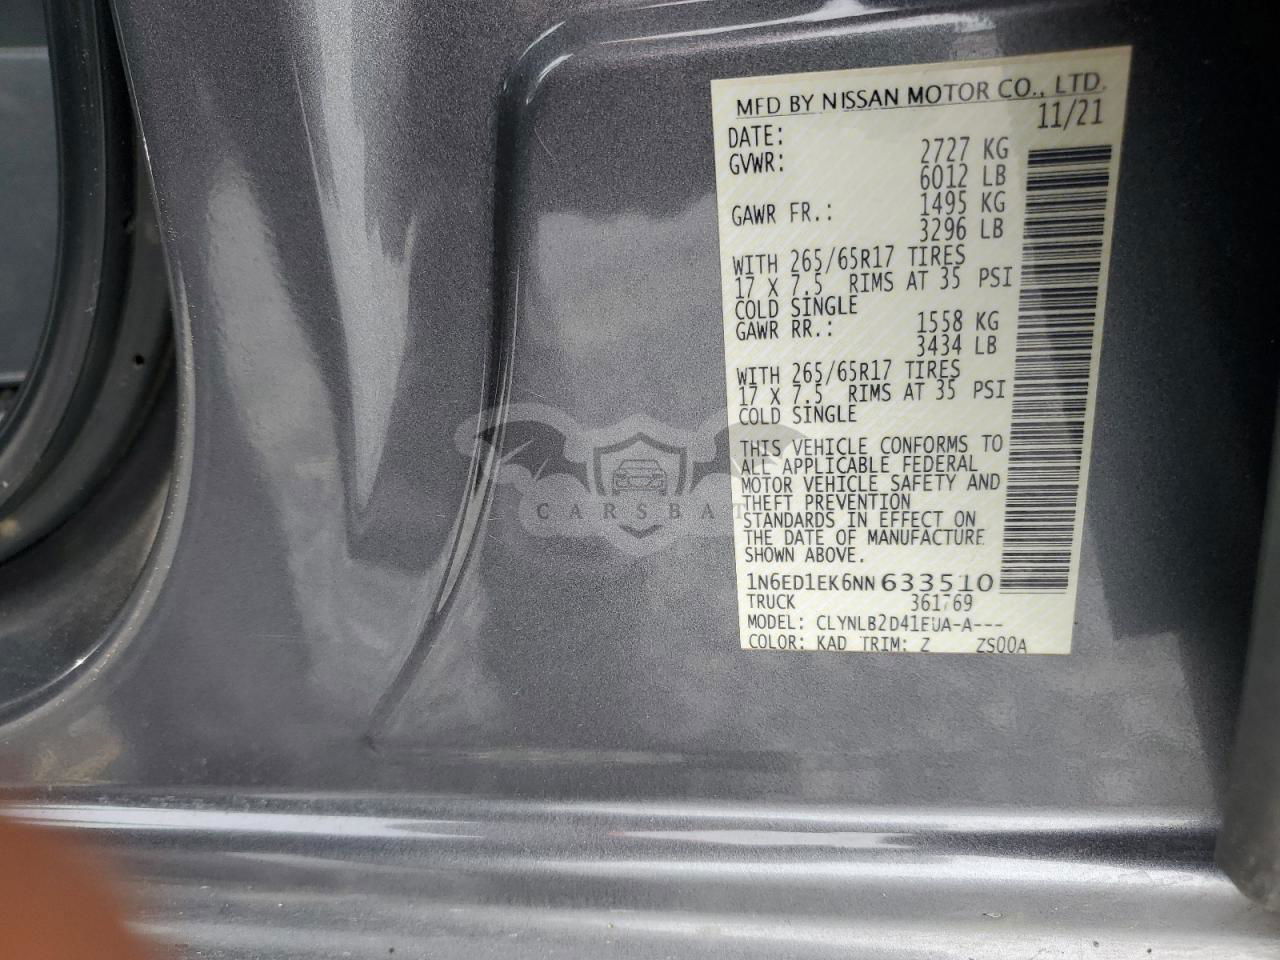 MFD BY NISSAN MOTOR CO., LTD.
DATE: 11/21
GVWR: 2727 KG
6012 LB
GAWR FR.: 1495 KG
3296 LB
WITH 265/65R17 TIRES
17 X 7.5 RIMS AT 35 PSI
COLD SINGLE
GAWR RR.: 1558 KG
3434 LB
WITH 265/65R17 TIRES
17 X 7.5 RIMS AT 35 PSI
COLD SINGLE
THIS VEHICLE CONFORMS TO
ALL APPLICABLE FEDERAL
MOTOR VEHICLE SAFETY AND
THEFT PREVENTION
STANDARDS IN EFFECT ON
THE DATE OF MANUFACTURE
SHOWN ABOVE.
1N6ED1EK6NN633510
TRUCK 361769
MODEL: CLYNLB2D41EUA-A---
COLOR: KAD TRIM: Z ZS00A